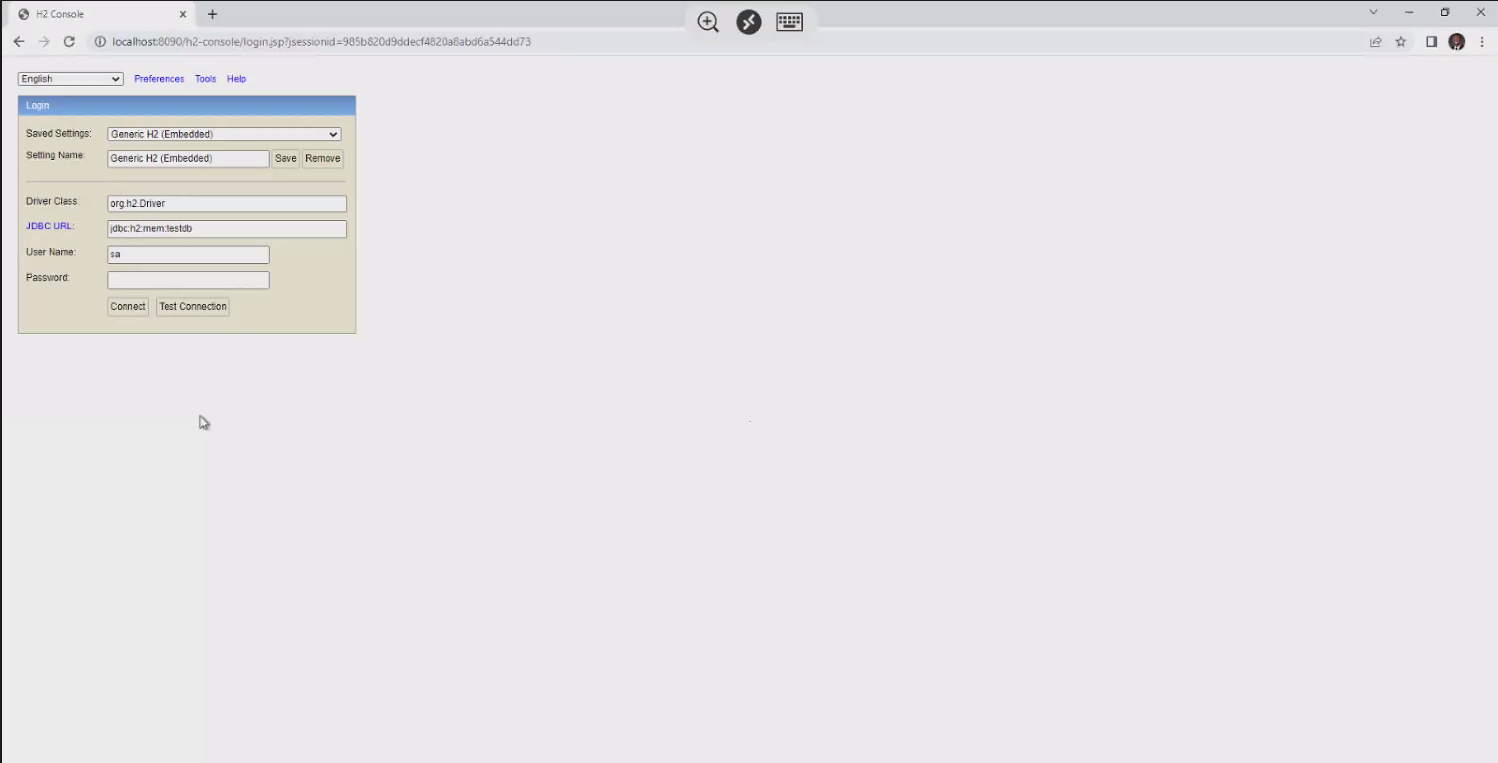 H2 Console
localhost:8090/h2-console/login.jsp?jsessionid=985b820d9ddecf4820a8abd6a544dd73
English Preferences Tools Help
Login
Saved Settings: Generic H2 (Embedded)
Setting Name: Generic H2 (Embedded) Save Remove
Driver Class: org.h2.Driver
JDBC URL: jdbc:h2:mem:testdb
User Name: sa
Password:
Connect Test Connection